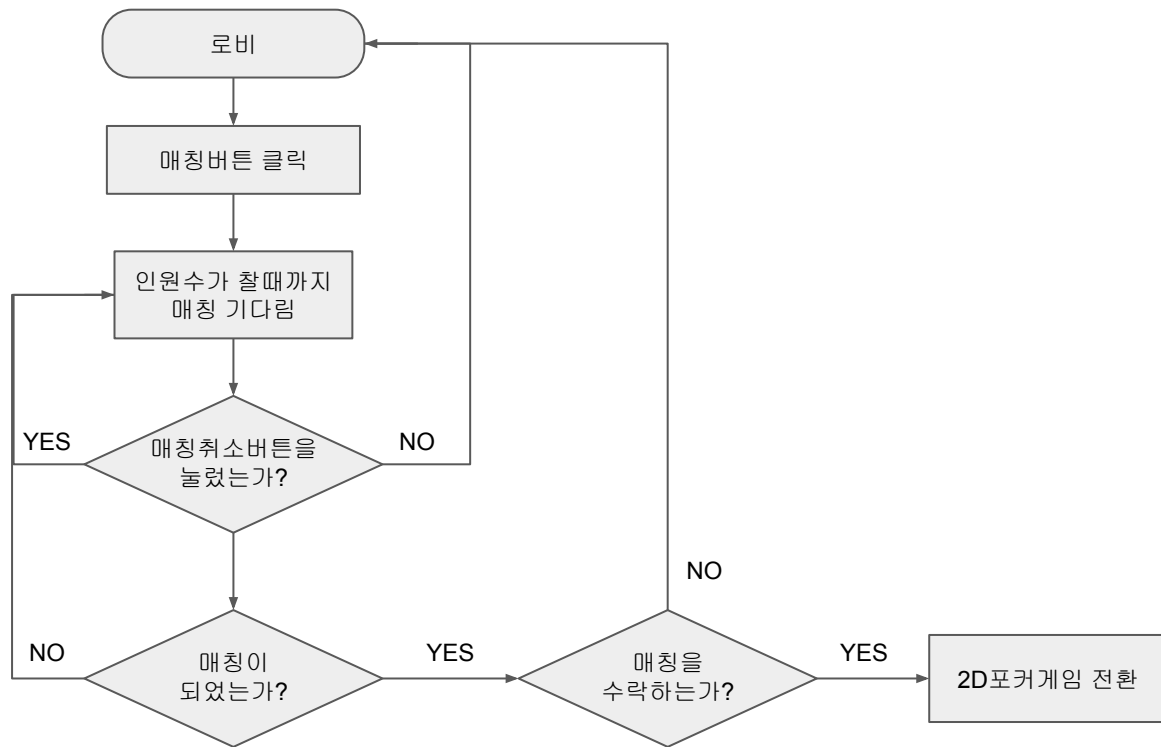 로비
매칭버튼 클릭
인원수가 찰때까지
매칭 기다림
YES
매칭취소버튼을
눌렀는가?
NO
NO
매칭이
되었는가?
YES
NO
매칭을
수락하는가?
YES
2D포커게임 전환